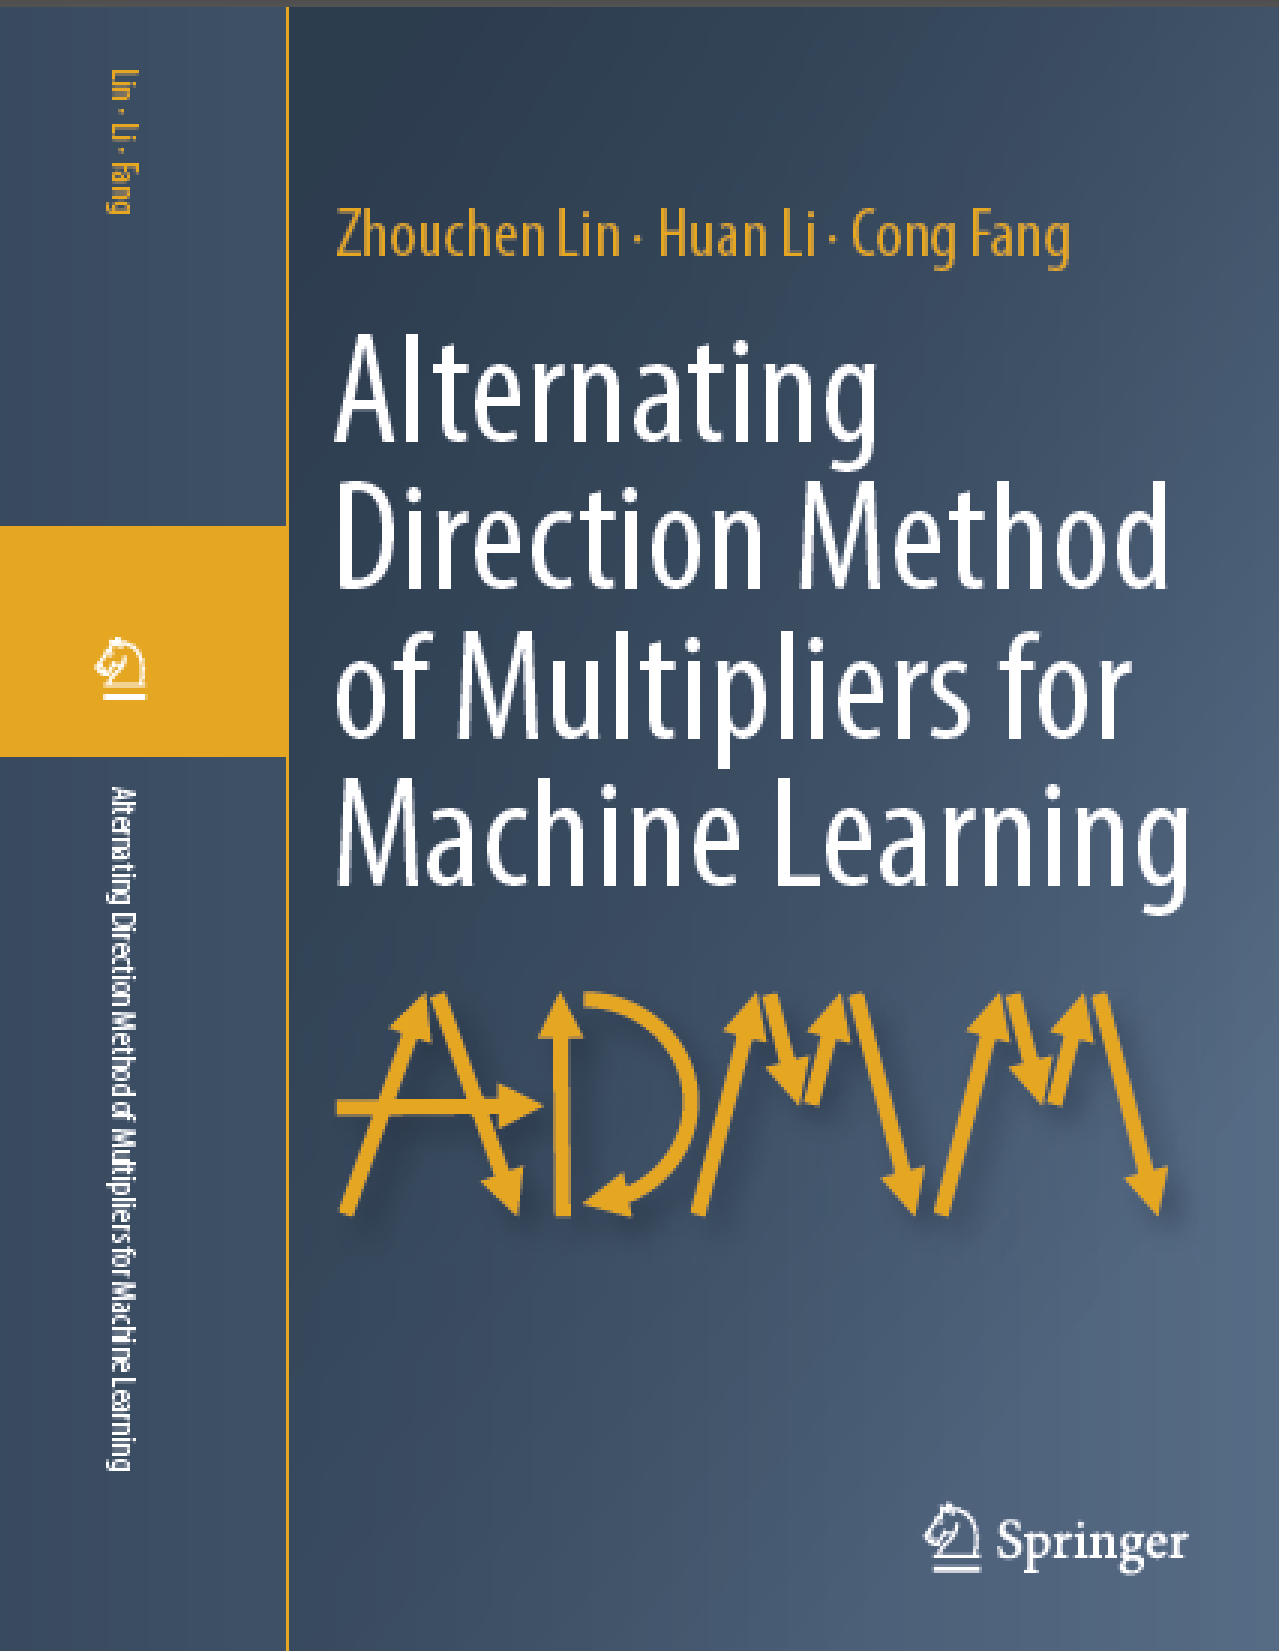 Lin · Li · Fang
Alternating Direction Method of Multipliers for Machine Learning
Zhouchen Lin · Huan Li · Cong Fang
Alternating
Direction Method
of Multipliers for
Machine Learning
ADMM
Springer